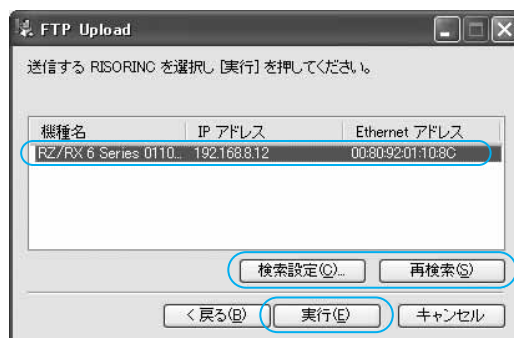 FTP Upload
送信する RISORINC を選択し [実行] を押してください。
機種名 IP アドレス Ethernet アドレス
RZ/RX 6 Series 0110... 192.168.8.12 00:80:92:01:10:8C
検索設定(C)... 再検索(S)
< 戻る(B) 実行(E) キャンセル